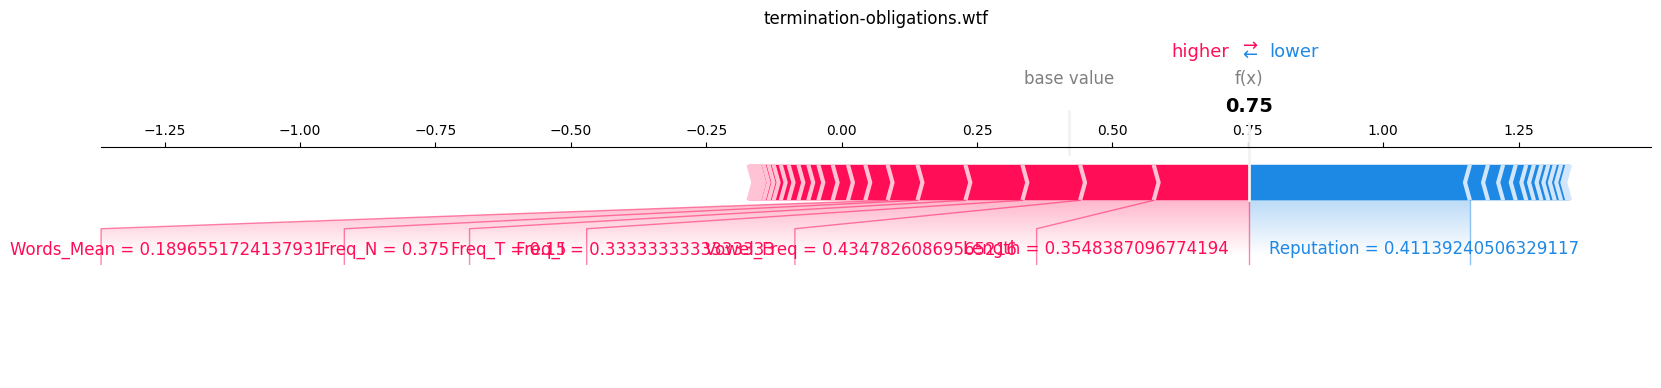 termination-obligations.wtf
higher ⇄ lower
base value f(x)
0.75
−1.25 −1.00 −0.75 −0.50 −0.25 0.00 0.25 0.50 0.75 1.00 1.25
Words_Mean = 0.1896551724137931 Freq_N = 0.375 Freq_T = 0.15 Freq_I = 0.3333333333333333 Vowel_Freq = 0.43478260869565216 Length = 0.3548387096774194 Reputation = 0.41139240506329117